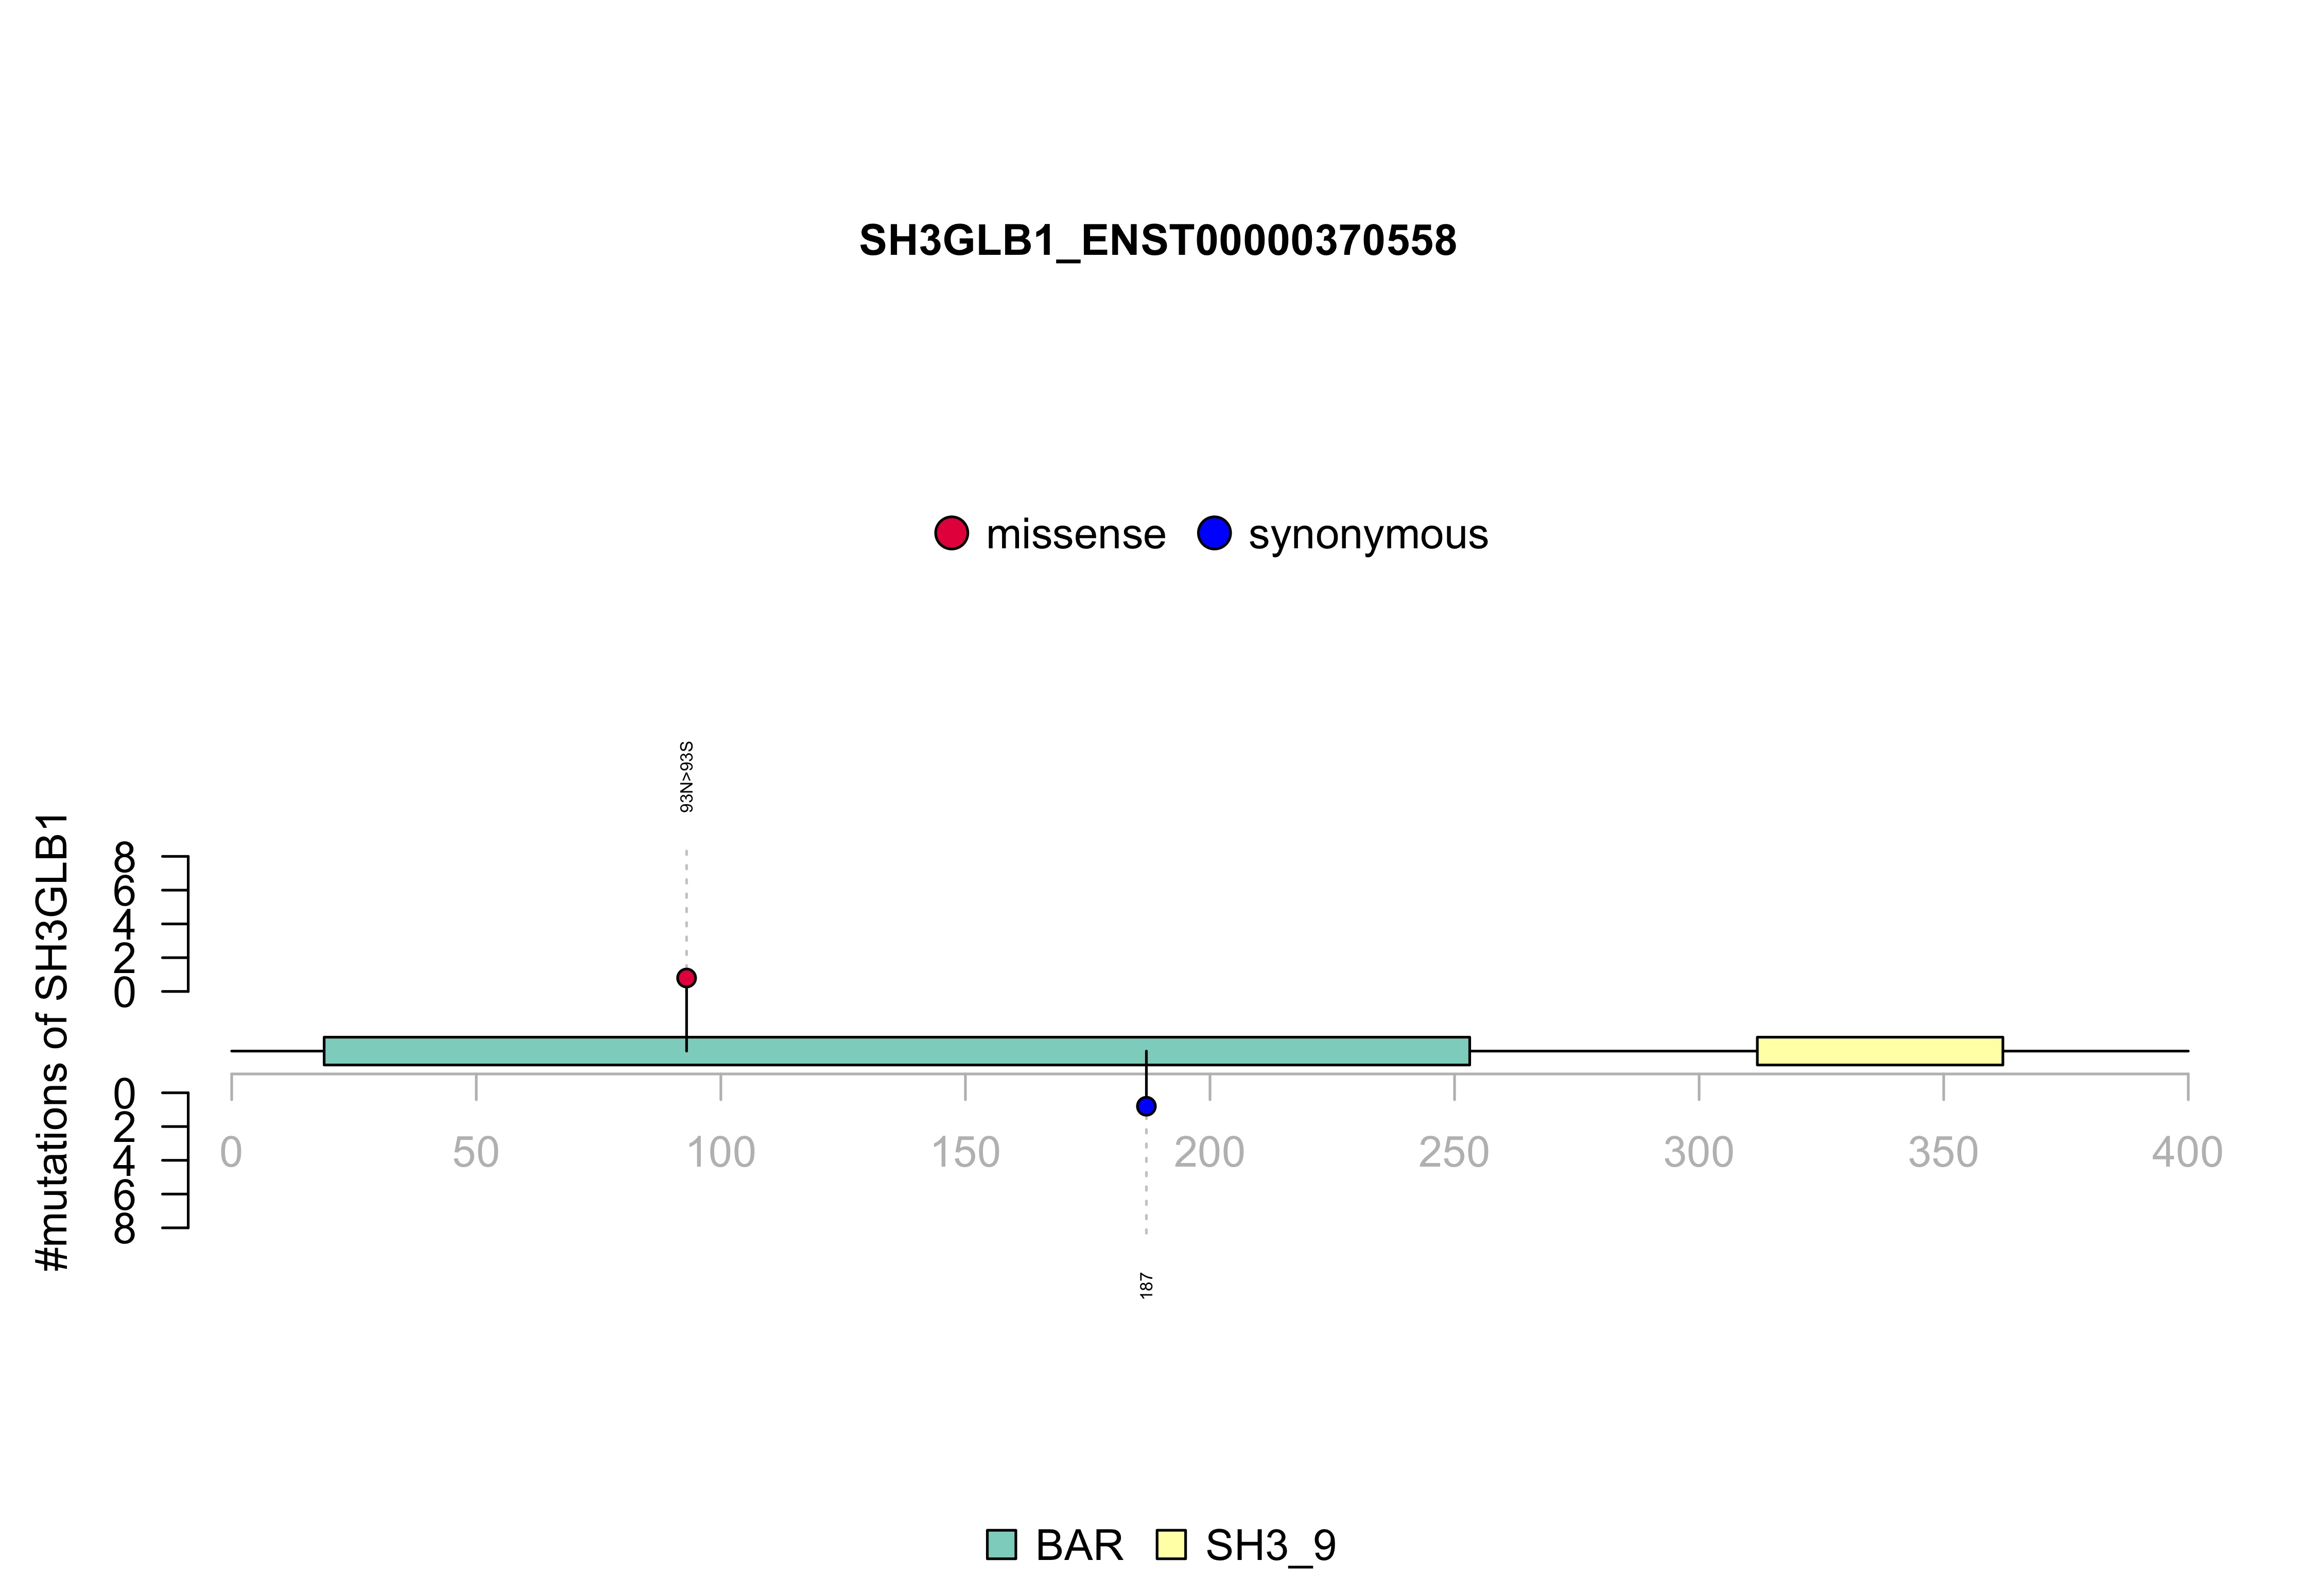 SH3GLB1_ENST00000370558
missense synonymous
93N>93S
#mutations of SH3GLB1
8
6
4
2
0
0
2
4
6
8
0 50 100 150 200 250 300 350 400
187
BAR SH3_9